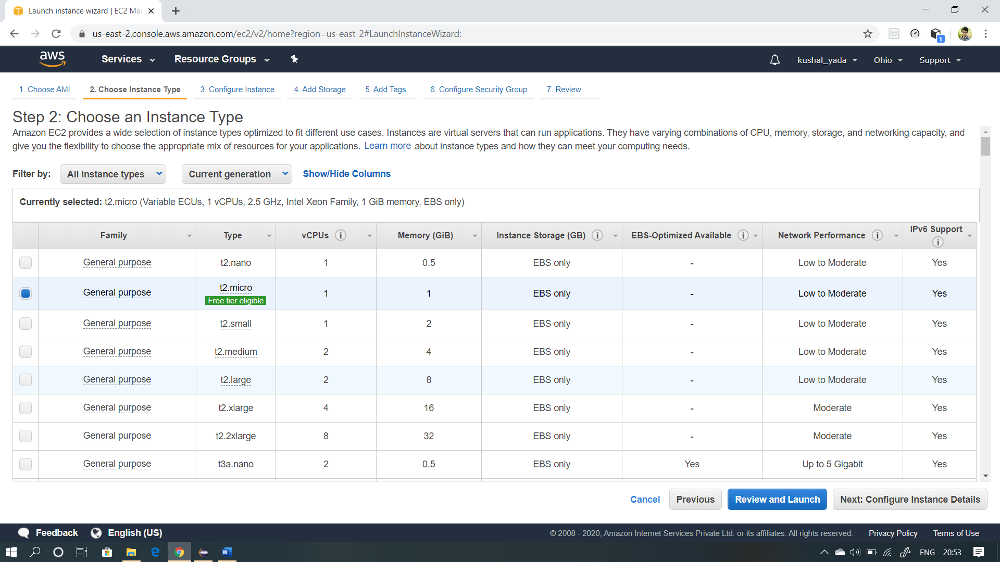 Launch instance wizard | EC2 Mar
us-east-2.console.aws.amazon.com/ec2/v2/home?region=us-east-2#LaunchInstanceWizard:
1
aws Services Resource Groups kushal_yada Ohio Support
1. Choose AMI 2. Choose Instance Type 3. Configure Instance 4. Add Storage 5. Add Tags 6. Configure Security Group 7. Review
Step 2: Choose an Instance Type
Amazon EC2 provides a wide selection of instance types optimized to fit different use cases. Instances are virtual servers that can run applications. They have varying combinations of CPU, memory, storage, and networking capacity, and
give you the flexibility to choose the appropriate mix of resources for your applications. Learn more about instance types and how they can meet your computing needs.
Filter by: All instance types Current generation Show/Hide Columns
Currently selected: t2.micro (Variable ECUs, 1 vCPUs, 2.5 GHz, Intel Xeon Family, 1 GiB memory, EBS only)
Family Type vCPUs Memory (GiB) Instance Storage (GB) EBS-Optimized Available Network Performance IPv6 Support
General purpose t2.nano 1 0.5 EBS only - Low to Moderate Yes
General purpose t2.micro 1 1 EBS only - Low to Moderate Yes
Free tier eligible
General purpose t2.small 1 2 EBS only - Low to Moderate Yes
General purpose t2.medium 2 4 EBS only - Low to Moderate Yes
General purpose t2.large 2 8 EBS only - Low to Moderate Yes
General purpose t2.xlarge 4 16 EBS only - Moderate Yes
General purpose t2.2xlarge 8 32 EBS only - Moderate Yes
General purpose t3a.nano 2 0.5 EBS only Yes Up to 5 Gigabit Yes
Cancel Previous Review and Launch Next: Configure Instance Details
Feedback English (US) © 2008 - 2020, Amazon Internet Services Private Ltd. or its affiliates. All rights reserved. Privacy Policy Terms of Use
ENG 20:53